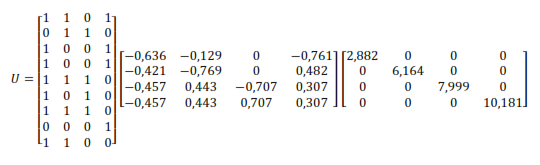 U =
1 1 0 1
0 1 1 0
1 0 0 1
1 0 0 1
1 1 1 0
1 0 1 0
1 1 1 0
0 0 0 1
1 1 0 0
−0,636 −0,129 0 −0,761
−0,421 −0,769 0 0,482
−0,457 0,443 −0,707 0,307
−0,457 0,443 0,707 0,307
2,882 0 0 0
0 6,164 0 0
0 0 7,999 0
0 0 0 10,181